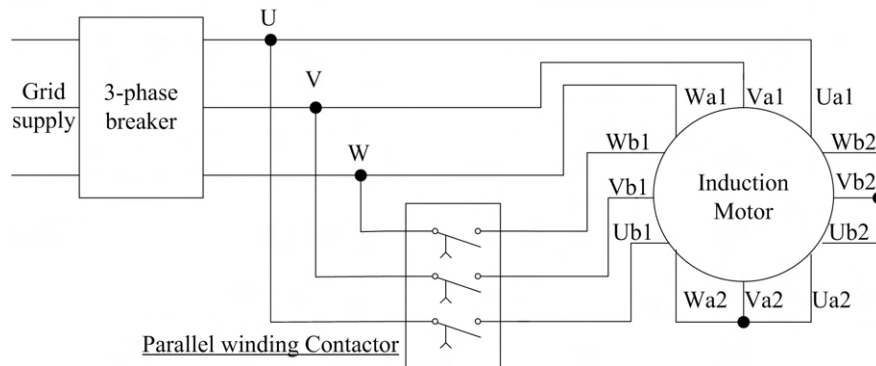 U
V
W
Grid
supply
3-phase
breaker
Wa1 Va1 Ua1
Wb1
Wb2
Vb1
Vb2
Ub1
Ub2
Induction
Motor
Wa2 Va2 Ua2
Parallel winding Contactor